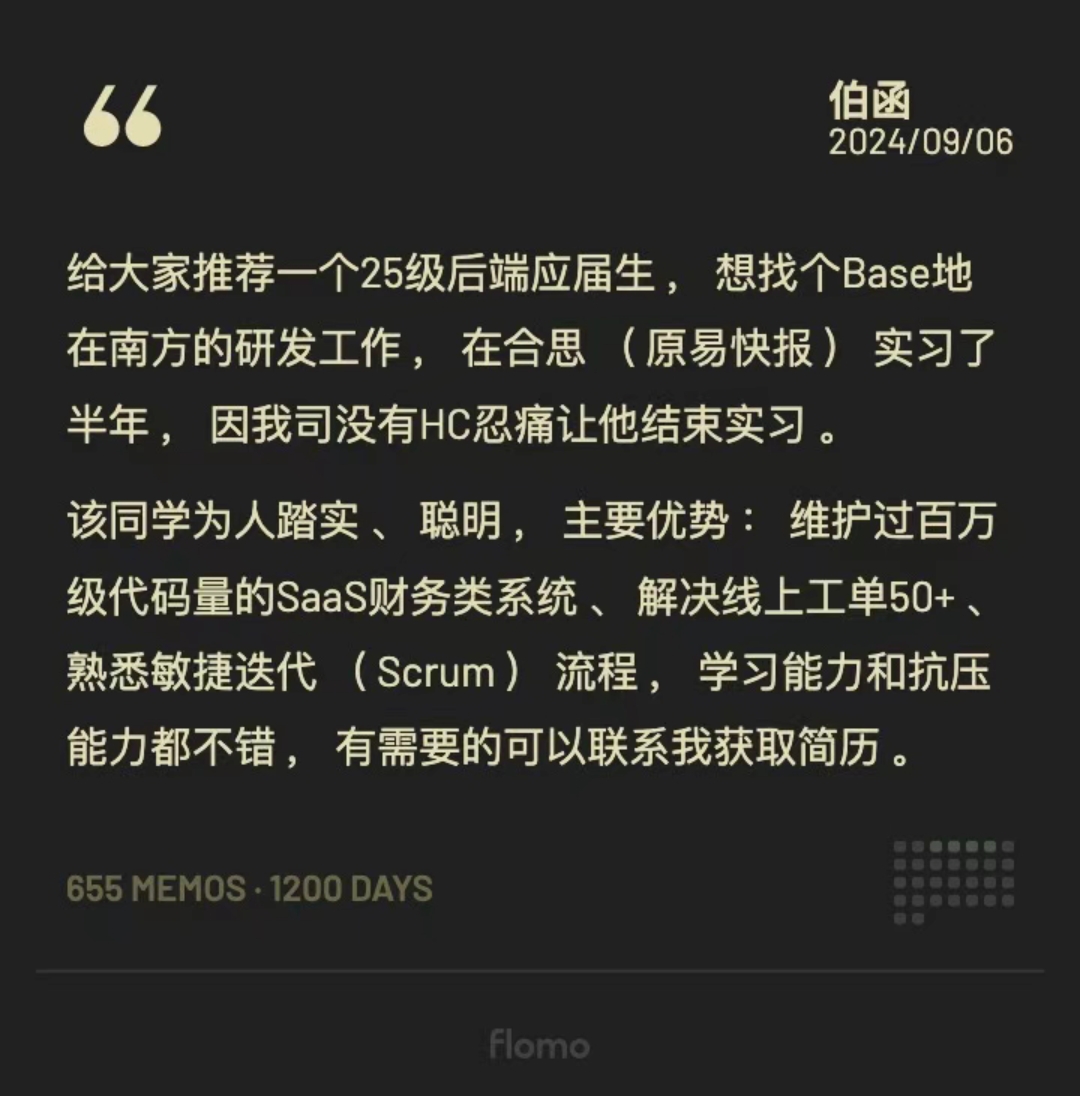 伯函
2024/09/06
给大家推荐一个25级后端应届生，想找个Base地
在南方的研发工作，在合思（原易快报）实习了
半年，因我司没有HC忍痛让他结束实习。
该同学为人踏实、聪明，主要优势：维护过百万
级代码量的SaaS财务类系统、解决线上工单50+、
熟悉敏捷迭代（Scrum）流程，学习能力和抗压
能力都不错，有需要的可以联系我获取简历。
655 MEMOS · 1200 DAYS
flomo